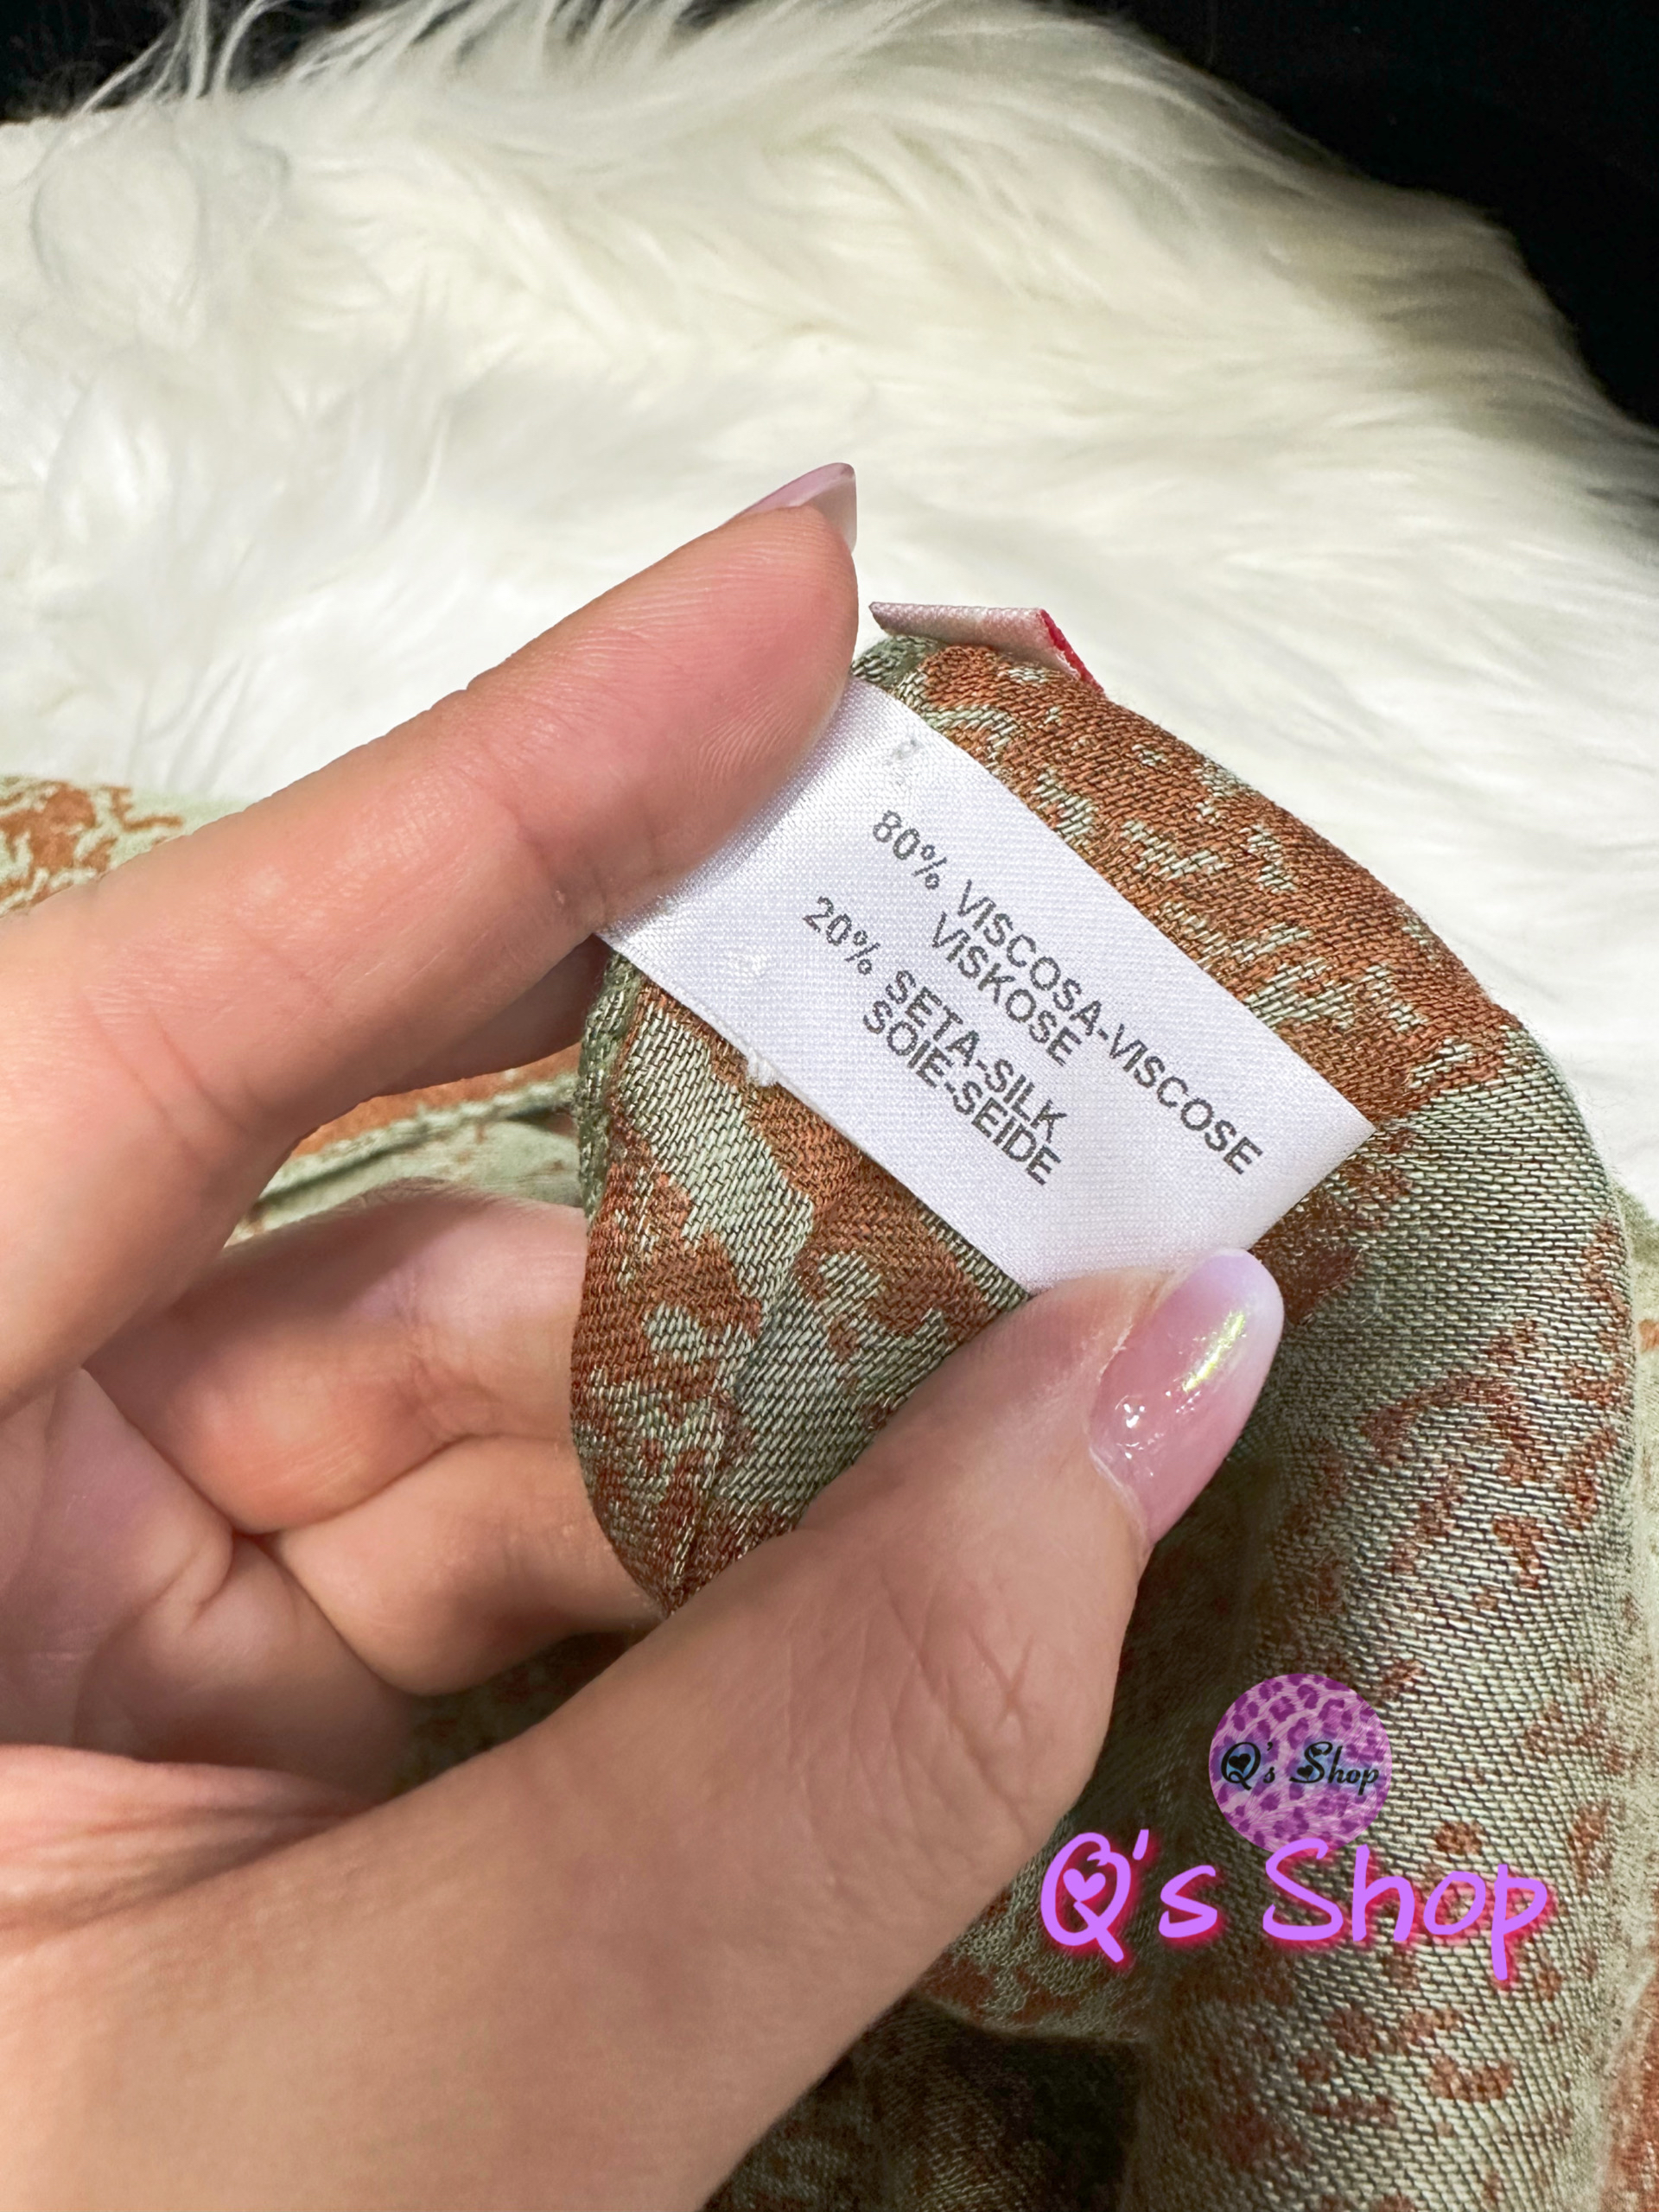 80% VISCOSA-VISCOSE
VISKOSE
20% SETA-SILK
SOIE-SEIDE
Q's Shop
Q's Shop